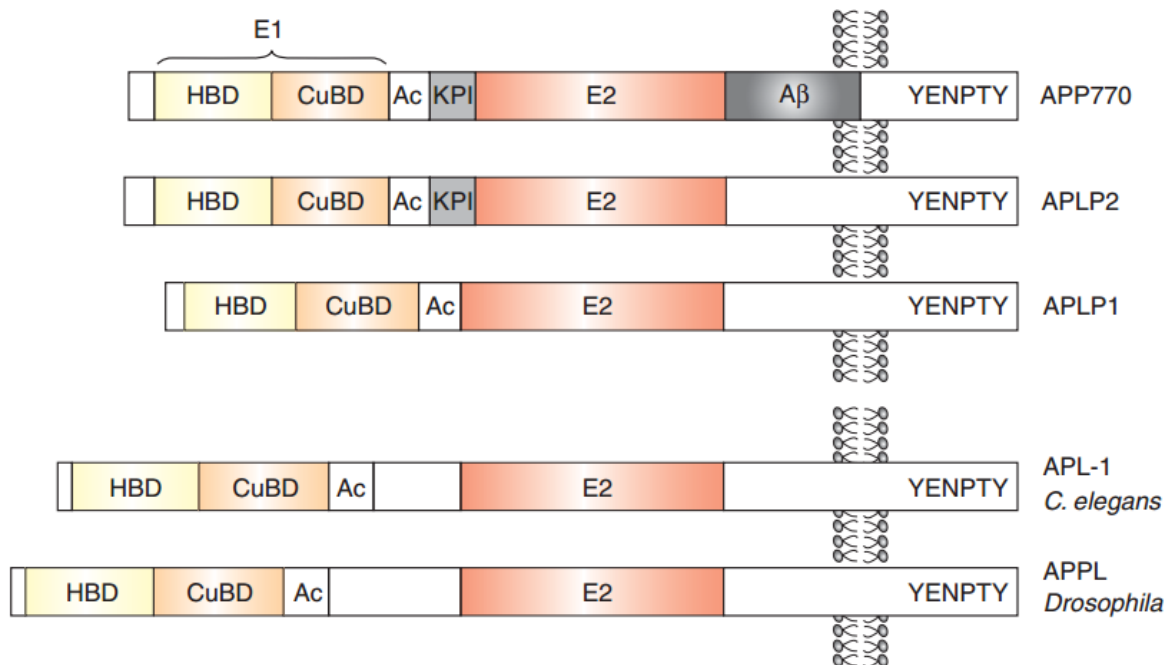 E1
HBD CuBD Ac KPI E2 Aβ YENPTY APP770
HBD CuBD Ac KPI E2 YENPTY APLP2
HBD CuBD Ac E2 YENPTY APLP1
HBD CuBD Ac E2 YENPTY APL-1
C. elegans
HBD CuBD Ac E2 YENPTY APPL
Drosophila